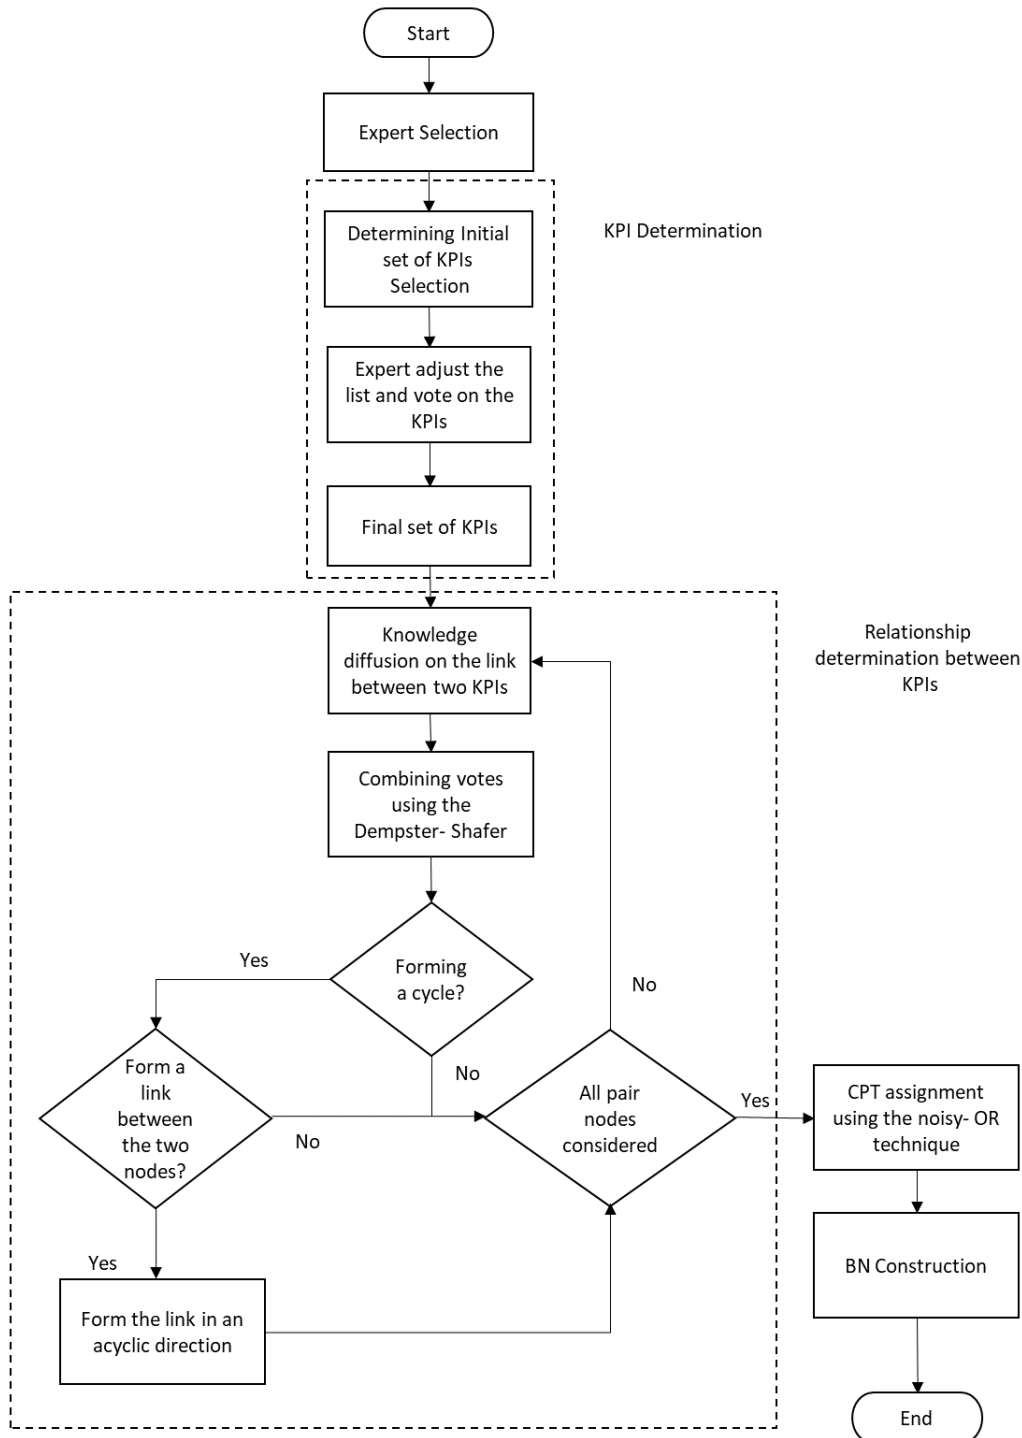 Start
Expert Selection
Determining Initial
set of KPIs
Selection
KPI Determination
Expert adjust the
list and vote on the
KPIs
Final set of KPIs
Knowledge
diffusion on the link
between two KPIs
Relationship
determination between
KPIs
Combining votes
using the
Dempster- Shafer
Forming
a cycle?
Yes
No
Form a
link
between
the two
nodes?
No
Yes
Form the link in an
acyclic direction
All pair
nodes
considered
No
Yes
CPT assignment
using the noisy- OR
technique
BN Construction
End